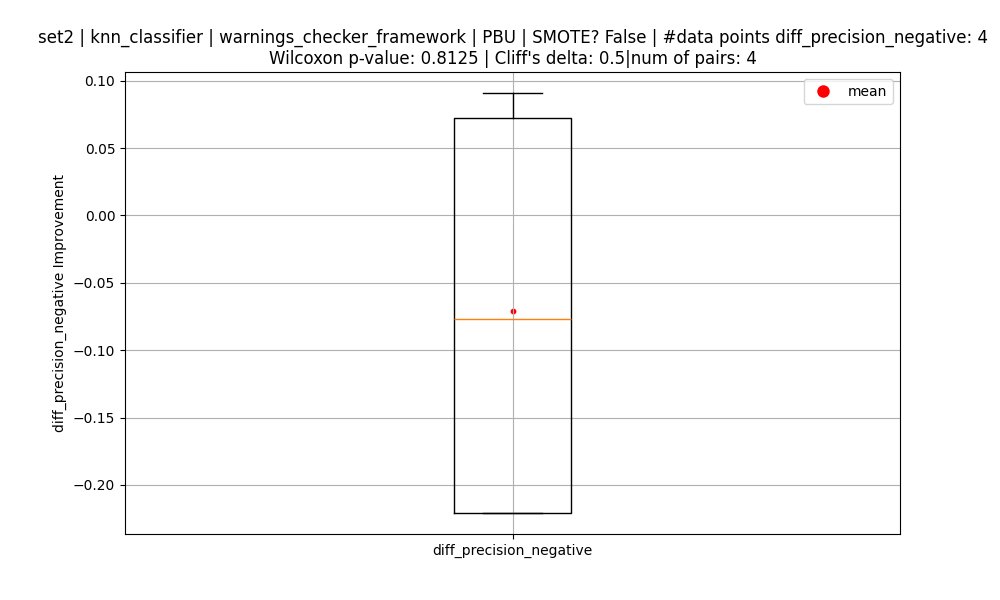 set2 | knn_classifier | warnings_checker_framework | PBU | SMOTE? False | #data points diff_precision_negative: 4
Wilcoxon p-value: 0.8125 | Cliff's delta: 0.5|num of pairs: 4
mean
diff_precision_negative Improvement
0.10
0.05
0.00
−0.05
−0.10
−0.15
−0.20
diff_precision_negative